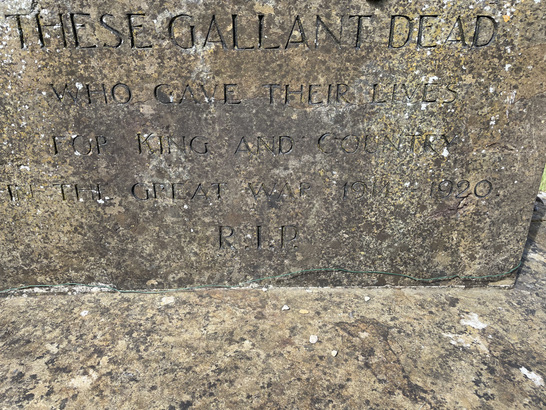 THESE GALLANT DEAD
WHO GAVE THEIR LIVES
FOR KING AND COUNTRY
THE GREAT WAR 1914 1920
R.I.P.